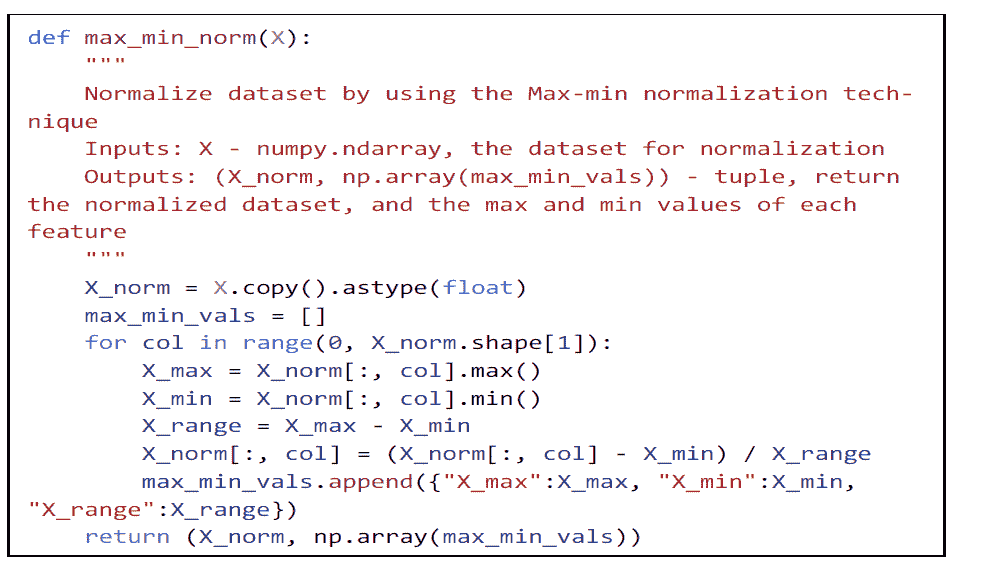 def max_min_norm(X):
    """
    Normalize dataset by using the Max-min normalization tech-
nique
    Inputs: X - numpy.ndarray, the dataset for normalization
    Outputs: (X_norm, np.array(max_min_vals)) - tuple, return
the normalized dataset, and the max and min values of each
feature
    """
    X_norm = X.copy().astype(float)
    max_min_vals = []
    for col in range(0, X_norm.shape[1]):
        X_max = X_norm[:, col].max()
        X_min = X_norm[:, col].min()
        X_range = X_max - X_min
        X_norm[:, col] = (X_norm[:, col] - X_min) / X_range
        max_min_vals.append({"X_max":X_max, "X_min":X_min,
"X_range":X_range})
    return (X_norm, np.array(max_min_vals))